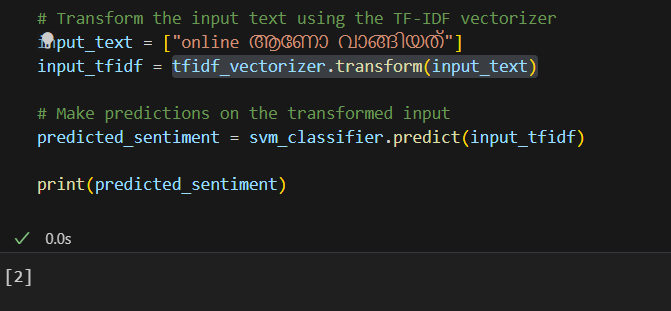 # Transform the input text using the TF-IDF vectorizer
input_text = ["online ആണോ വാങ്ങിയത്"]
input_tfidf = tfidf_vectorizer.transform(input_text)
# Make predictions on the transformed input
predicted_sentiment = svm_classifier.predict(input_tfidf)
print(predicted_sentiment)
0.0s
[2]